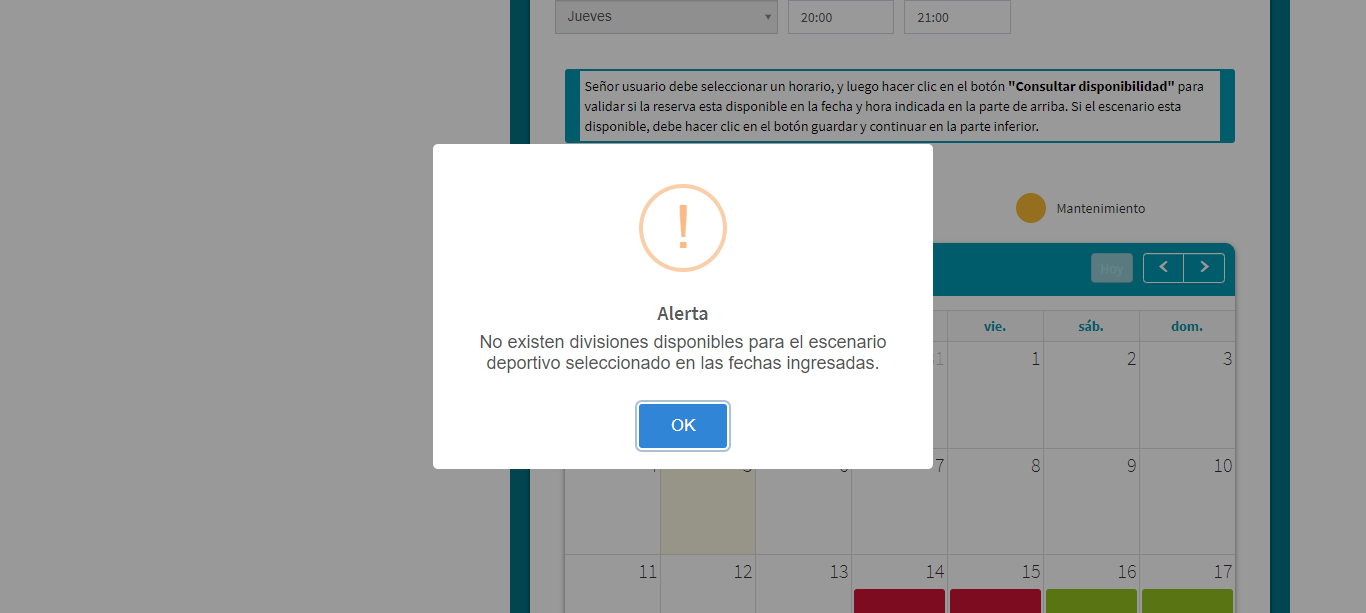 Jueves 20:00 21:00
Señor usuario debe seleccionar un horario, y luego hacer clic en el botón "Consultar disponibilidad" para
validar si la reserva esta disponible en la fecha y hora indicada en la parte de arriba. Si el escenario esta
disponible, debe hacer clic en el botón guardar y continuar en la parte inferior.
Mantenimiento
Hoy < >
!
Alerta
No existen divisiones disponibles para el escenario
deportivo seleccionado en las fechas ingresadas.
OK
vie. sáb. dom.
1 2 3
7 8 9 10
11 12 13 14 15 16 17